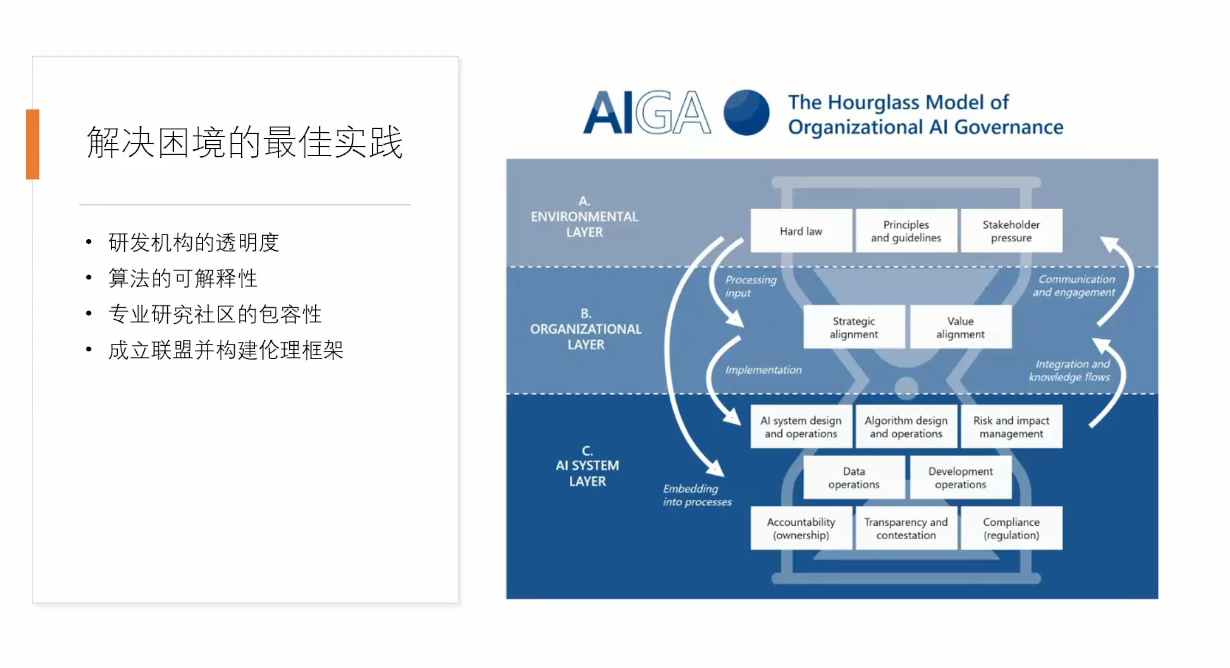 解决困境的最佳实践
• 研发机构的透明度
• 算法的可解释性
• 专业研究社区的包容性
• 成立联盟并构建伦理框架
AIGA
The Hourglass Model of
Organizational AI Governance
A.
ENVIRONMENTAL
LAYER
Hard law
Principles
and guidelines
Stakeholder
pressure
Processing
input
Communication
and engagement
B.
ORGANIZATIONAL
LAYER
Strategic
alignment
Value
alignment
Implementation
Integration and
knowledge flows
C.
AI SYSTEM
LAYER
AI system design
and operations
Algorithm design
and operations
Risk and impact
management
Data
operations
Development
operations
Embedding
into processes
Accountability
(ownership)
Transparency and
contestation
Compliance
(regulation)